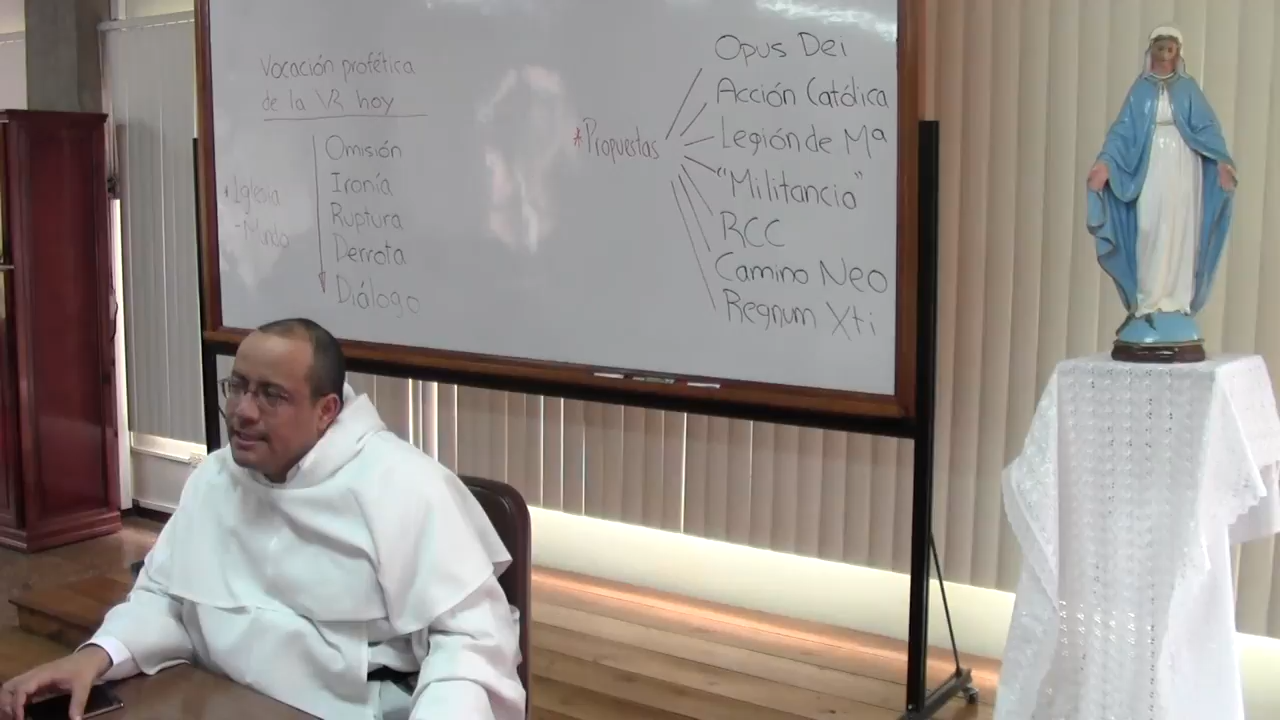 Vocación profética
de la VR hoy
Omisión
Ironía
Ruptura
Derrota
Diálogo
* Iglesia
- Mundo
* Propuestas
Opus Dei
Acción Católica
Legión de Mª
"Militancia"
RCC
Camino Neo
Regnum Xti